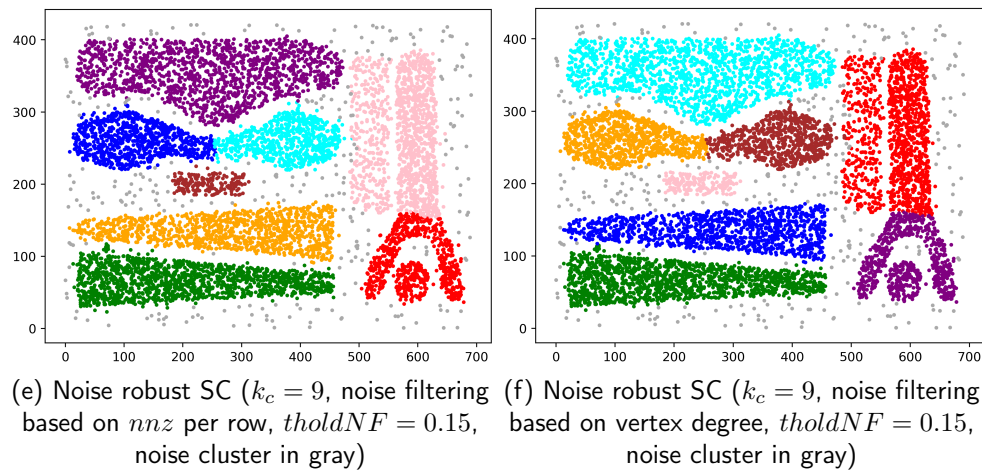 400
300
200
100
0
0 100 200 300 400 500 600 700
(e) Noise robust SC (k_c = 9, noise filtering
based on nnz per row, tholdNF = 0.15,
noise cluster in gray)
400
300
200
100
0
0 100 200 300 400 500 600 700
(f) Noise robust SC (k_c = 9, noise filtering
based on vertex degree, tholdNF = 0.15,
noise cluster in gray)